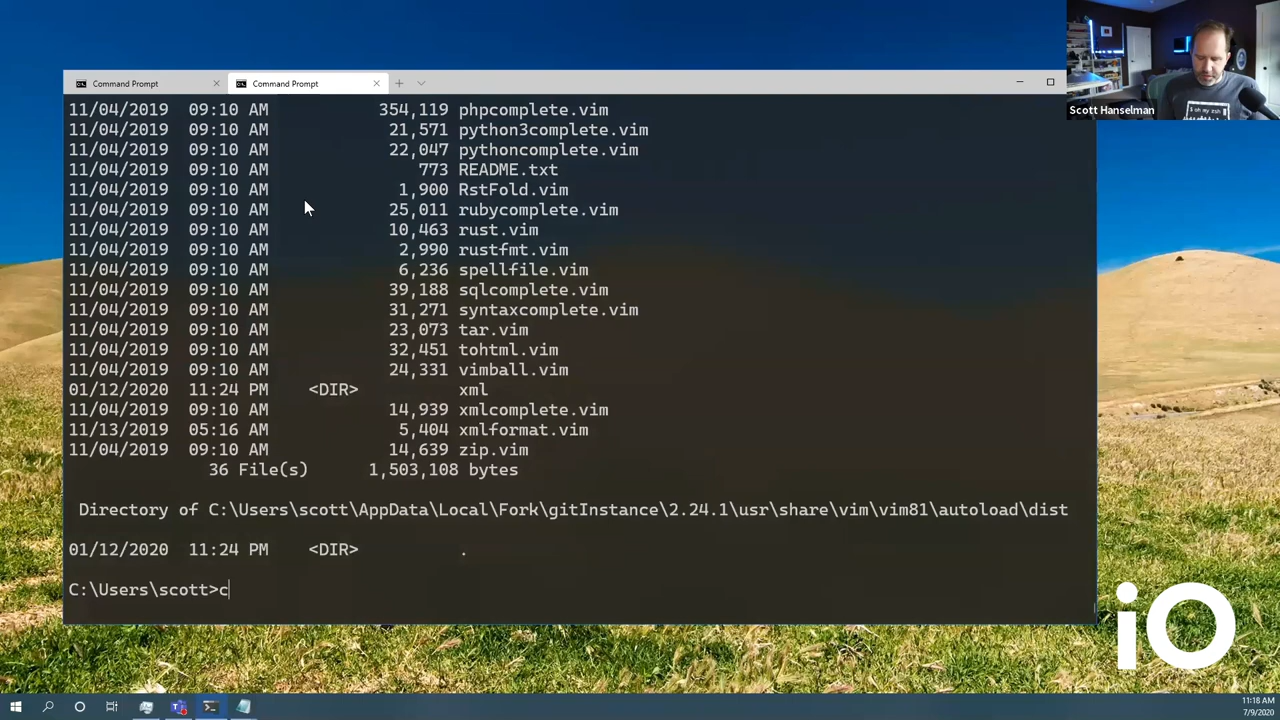 Command Prompt
Command Prompt
Scott Hanselman
11/04/2019 09:10 AM 354,119 phpcomplete.vim
11/04/2019 09:10 AM 21,571 python3complete.vim
11/04/2019 09:10 AM 22,047 pythoncomplete.vim
11/04/2019 09:10 AM 773 README.txt
11/04/2019 09:10 AM 1,900 RstFold.vim
11/04/2019 09:10 AM 25,011 rubycomplete.vim
11/04/2019 09:10 AM 10,463 rust.vim
11/04/2019 09:10 AM 2,990 rustfmt.vim
11/04/2019 09:10 AM 6,236 spellfile.vim
11/04/2019 09:10 AM 39,188 sqlcomplete.vim
11/04/2019 09:10 AM 31,271 syntaxcomplete.vim
11/04/2019 09:10 AM 23,073 tar.vim
11/04/2019 09:10 AM 32,451 tohtml.vim
11/04/2019 09:10 AM 24,331 vimball.vim
01/12/2020 11:24 PM <DIR> xml
11/04/2019 09:10 AM 14,939 xmlcomplete.vim
11/13/2019 05:16 AM 5,404 xmlformat.vim
11/04/2019 09:10 AM 14,639 zip.vim
36 File(s) 1,503,108 bytes
Directory of C:\Users\scott\AppData\Local\Fork\gitInstance\2.24.1\usr\share\vim\vim81\autoload\dist
01/12/2020 11:24 PM <DIR> .
C:\Users\scott>c
iO
11:18 AM
7/9/2020